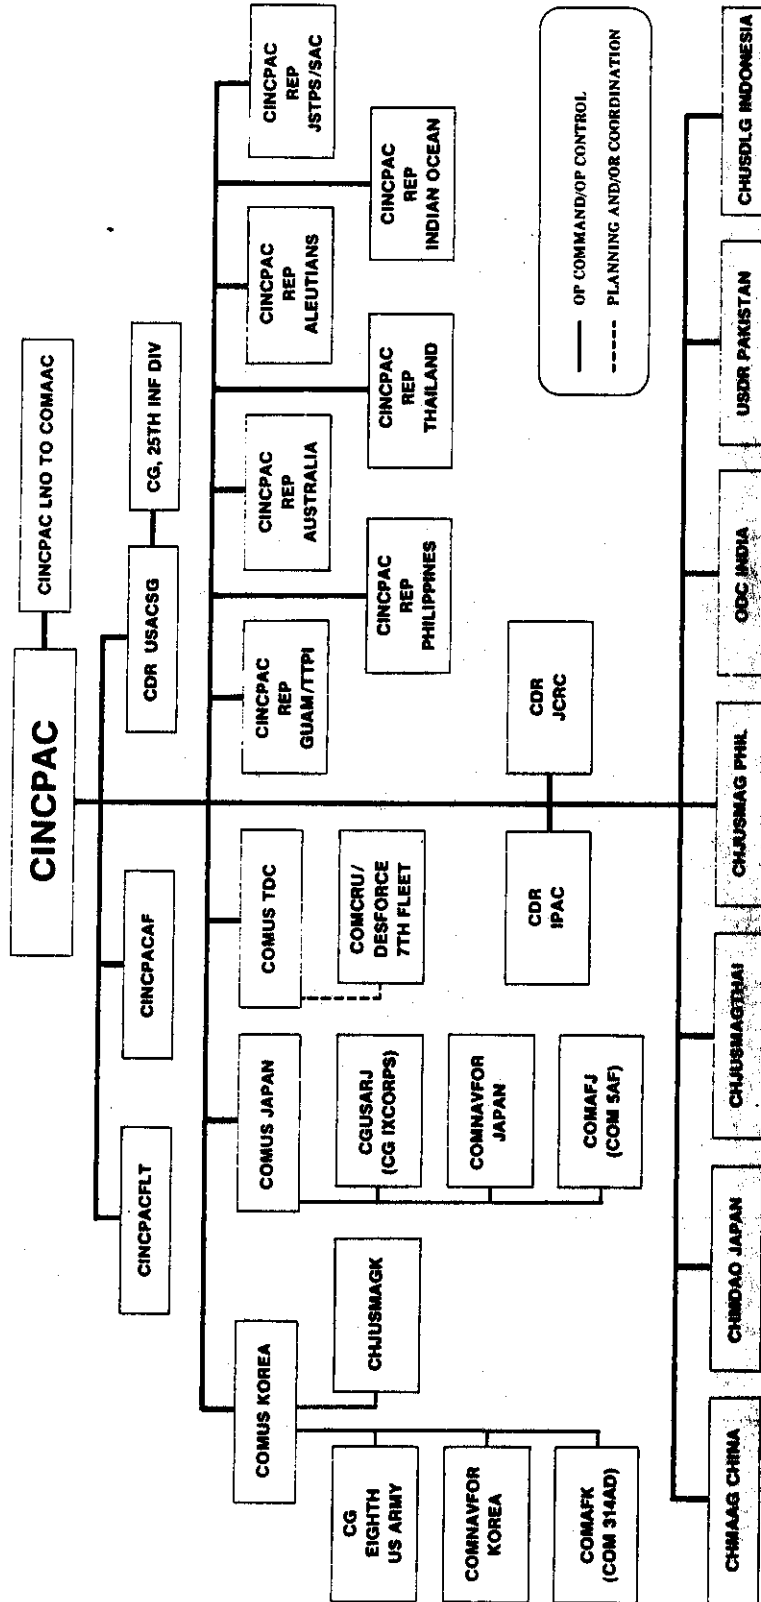 CINCPAC
CINCPAC LNO TO COMAAC
CINCPACFLT
CINCPACAF
CDR USACSG
CG, 25TH INF DIV
COMUS KOREA
COMUS JAPAN
COMUS TDC
CINCPAC
REP
GUAM/TTPI
CINCPAC
REP
AUSTRALIA
CINCPAC
REP
ALEUTIANS
CINCPAC
REP
JSTPS/SAC
CG
EIGHTH
US ARMY
CHJUSMAGK
CGUSARJ
(CG IXCORPS)
COMCRU/
DESFORCE
7TH FLEET
CINCPAC
REP
PHILIPPINES
CINCPAC
REP
THAILAND
CINCPAC
REP
INDIAN OCEAN
COMNAVFOR
KOREA
COMNAVFOR
JAPAN
COMAFK
(COM 314AD)
COMAFJ
(COM 5AF)
CDR
IPAC
CDR
JCRC
OP COMMAND/OP CONTROL
PLANNING AND/OR COORDINATION
CHMAAG CHINA
CHMDAO JAPAN
CHJUSMAGTHAI
CHJUSMAG PHIL
ODC INDIA
USDR PAKISTAN
CHUSDLG INDONESIA